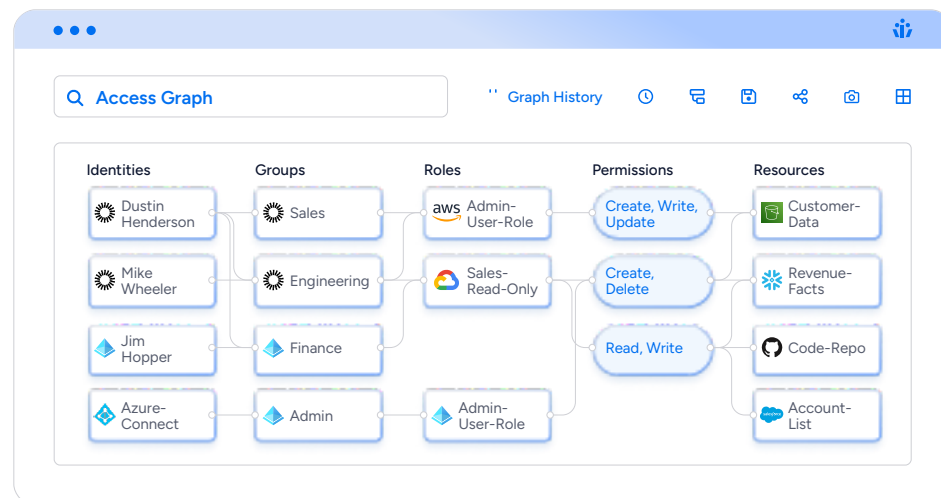 Access Graph
Graph History
Identities
Groups
Roles
Permissions
Resources
Dustin
Henderson
Sales
aws
Admin-
User-Role
Create, Write,
Update
Customer-
Data
Mike
Wheeler
Engineering
Sales-
Read-Only
Create,
Delete
Revenue-
Facts
Jim
Hopper
Finance
Read, Write
Code-Repo
Azure-
Connect
Admin
Admin-
User-Role
salesforce
Account-
List